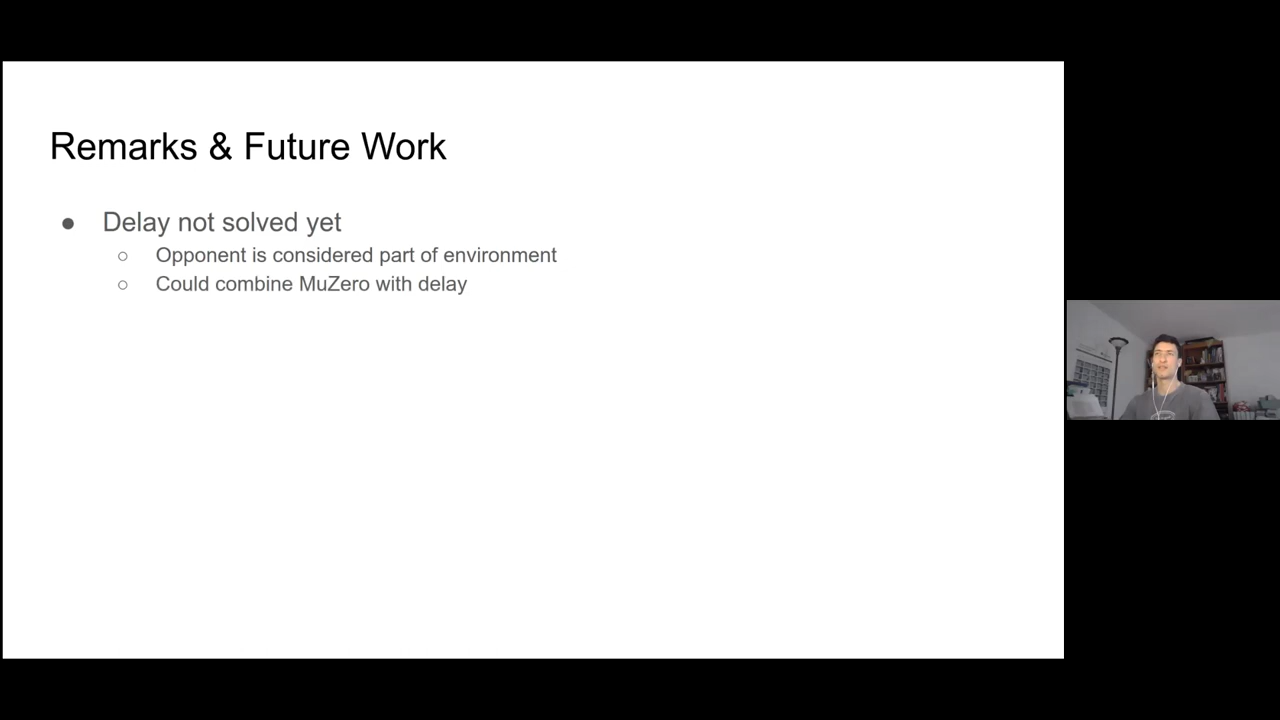 Remarks & Future Work
● Delay not solved yet
○ Opponent is considered part of environment
○ Could combine MuZero with delay